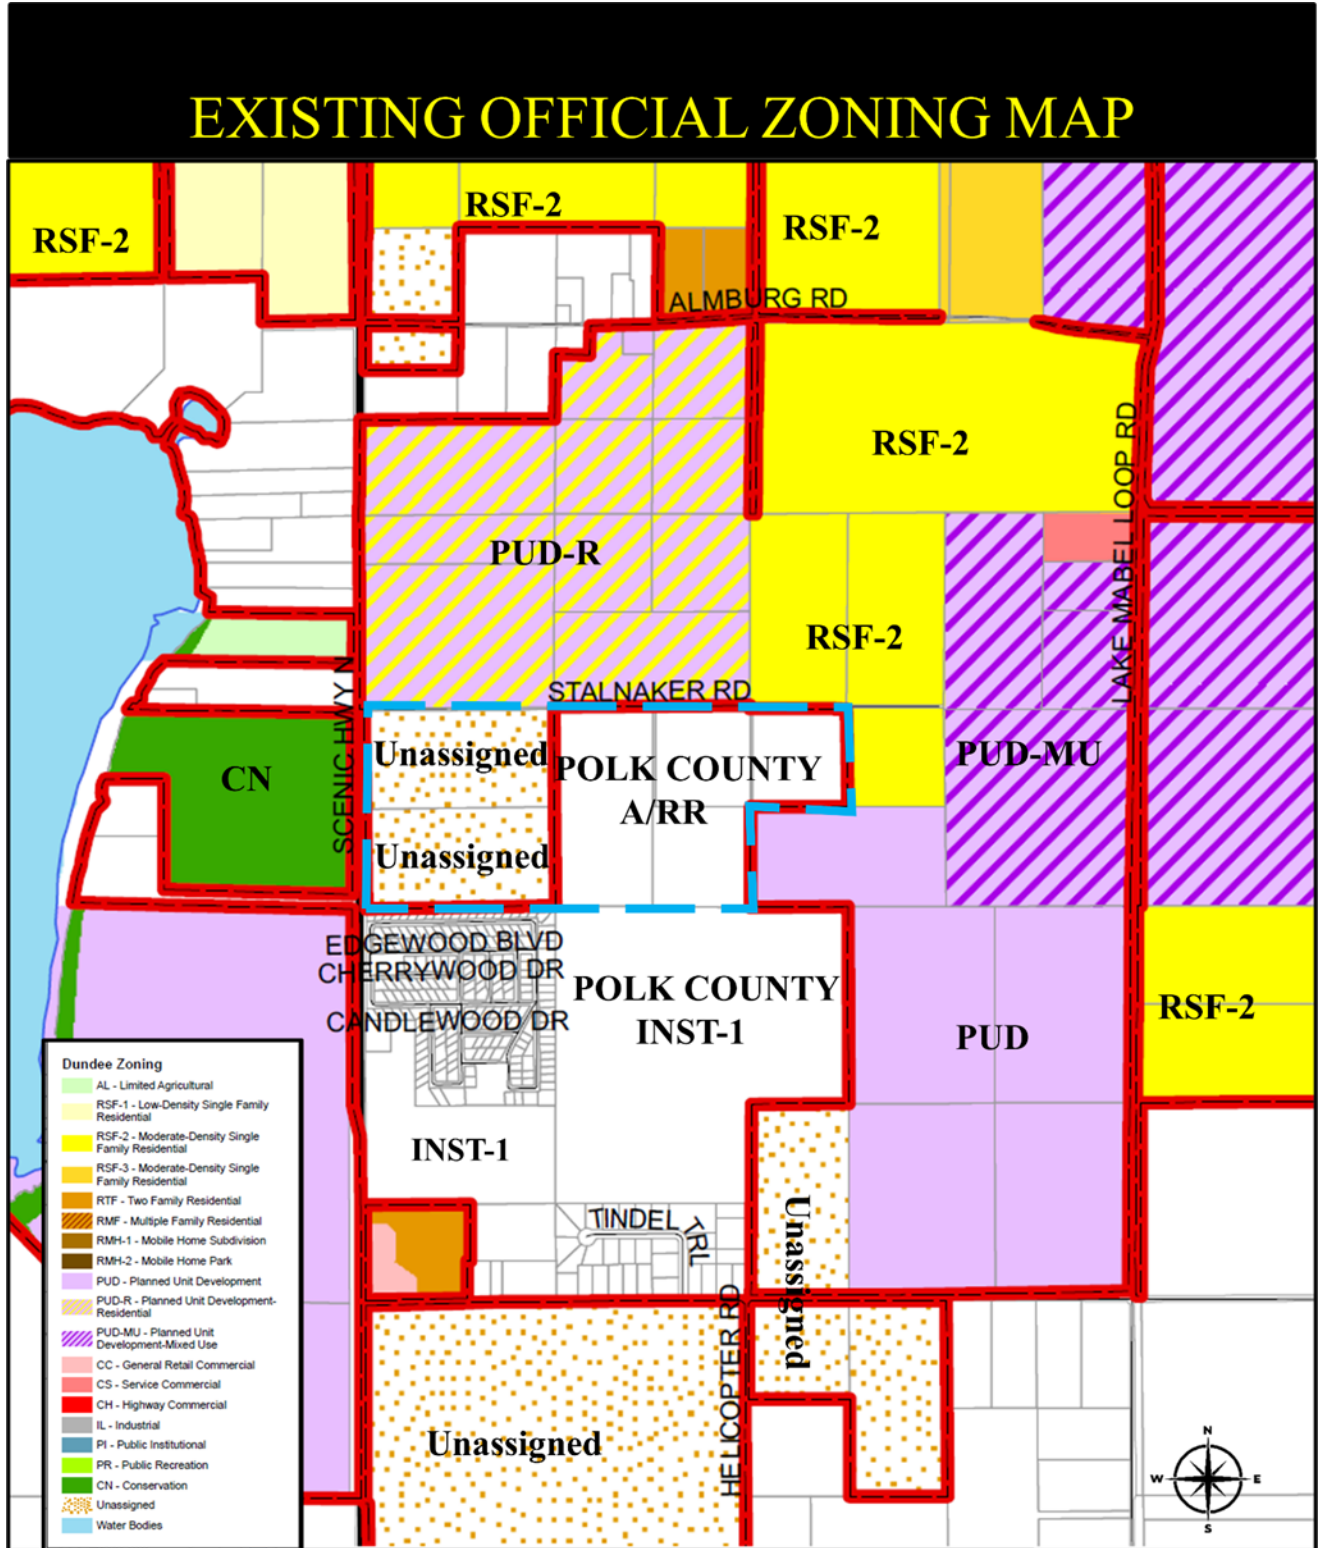 EXISTING OFFICIAL ZONING MAP
RSF-2
RSF-2
RSF-2
ALMBURG RD
RSF-2
LAKE MABEL LOOP RD
PUD-R
RSF-2
STALNAKER RD
SCENIC HWY N
CN
Unassigned
POLK COUNTY
A/RR
PUD-MU
Unassigned
EDGEWOOD BLVD
CHERRYWOOD DR
CANDLEWOOD DR
POLK COUNTY
INST-1
PUD
RSF-2
INST-1
TINDEL TRL
Unassigned
HELICOPTER RD
Unassigned
Dundee Zoning
AL - Limited Agricultural
RSF-1 - Low-Density Single Family
Residential
RSF-2 - Moderate-Density Single
Family Residential
RSF-3 - Moderate-Density Single
Family Residential
RTF - Two Family Residential
RMF - Multiple Family Residential
RMH-1 - Mobile Home Subdivision
RMH-2 - Mobile Home Park
PUD - Planned Unit Development
PUD-R - Planned Unit Development-
Residential
PUD-MU - Planned Unit
Development-Mixed Use
CC - General Retail Commercial
CS - Service Commercial
CH - Highway Commercial
IL - Industrial
PI - Public Institutional
PR - Public Recreation
CN - Conservation
Unassigned
Water Bodies
N
W
E
S